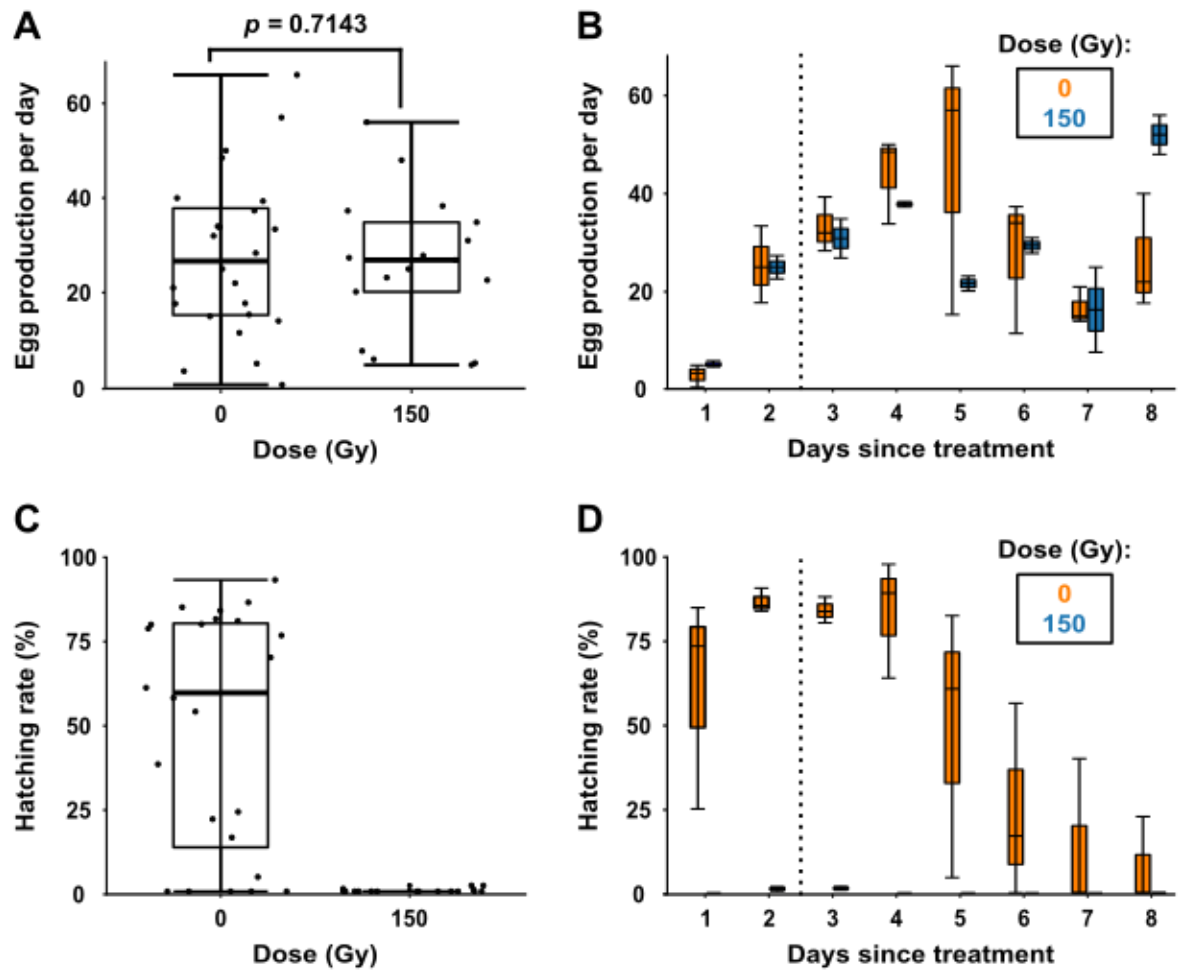 A
p = 0.7143
Egg production per day
60
40
20
0
0 150
Dose (Gy)
B
Dose (Gy):
0
150
Egg production per day
60
40
20
0
1 2 3 4 5 6 7 8
Days since treatment
C
Hatching rate (%)
100
75
50
25
0
0 150
Dose (Gy)
D
Dose (Gy):
0
150
Hatching rate (%)
100
75
50
25
0
1 2 3 4 5 6 7 8
Days since treatment